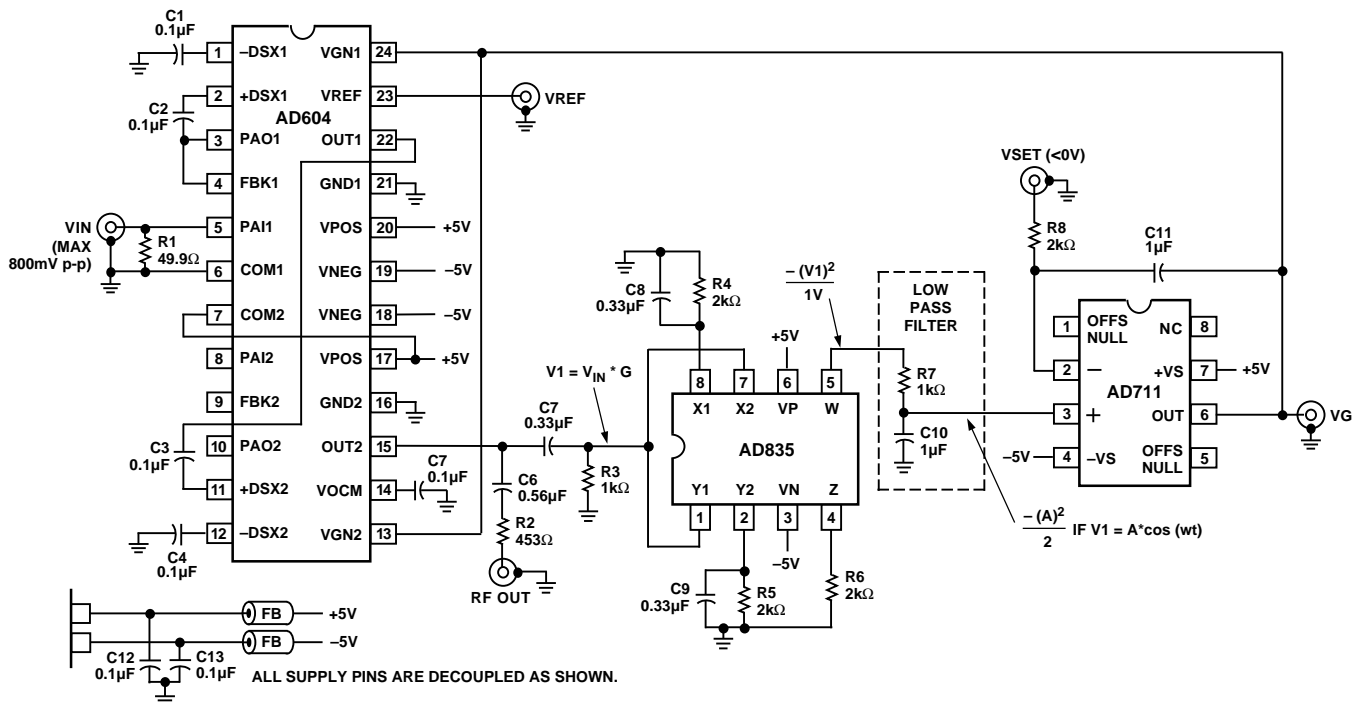 C1
0.1µF
1 –DSX1 VGN1 24
2 +DSX1 VREF 23
VREF
C2
0.1µF
AD604
3 PAO1 OUT1 22
4 FBK1 GND1 21
VIN
(MAX
800mV p-p)
R1
49.9Ω
5 PAI1 VPOS 20 +5V
6 COM1 VNEG 19 –5V
7 COM2 VNEG 18 –5V
8 PAI2 VPOS 17 +5V
9 FBK2 GND2 16
C3
0.1µF
10 PAO2 OUT2 15
11 +DSX2 VOCM 14
C7
0.1µF
12 –DSX2 VGN2 13
C4
0.1µF
C6
0.56µF
R2
453Ω
RF OUT
C7
0.33µF
V1 = VIN * G
R3
1kΩ
C8
0.33µF
R4
2kΩ
– (V1)2
1V
+5V
8 7 6 5
X1 X2 VP W
AD835
Y1 Y2 VN Z
1 2 3 4
–5V
C9
0.33µF
R5
2kΩ
R6
2kΩ
LOW
PASS
FILTER
R7
1kΩ
C10
1µF
– (A)2
2
IF V1 = A*cos (wt)
VSET (<0V)
R8
2kΩ
C11
1µF
1 OFFS
NULL
NC 8
2 – +VS 7 +5V
AD711
3 + OUT 6
VG
–5V 4 –VS
OFFS
NULL
5
FB +5V
FB –5V
C12
0.1µF
C13
0.1µF
ALL SUPPLY PINS ARE DECOUPLED AS SHOWN.